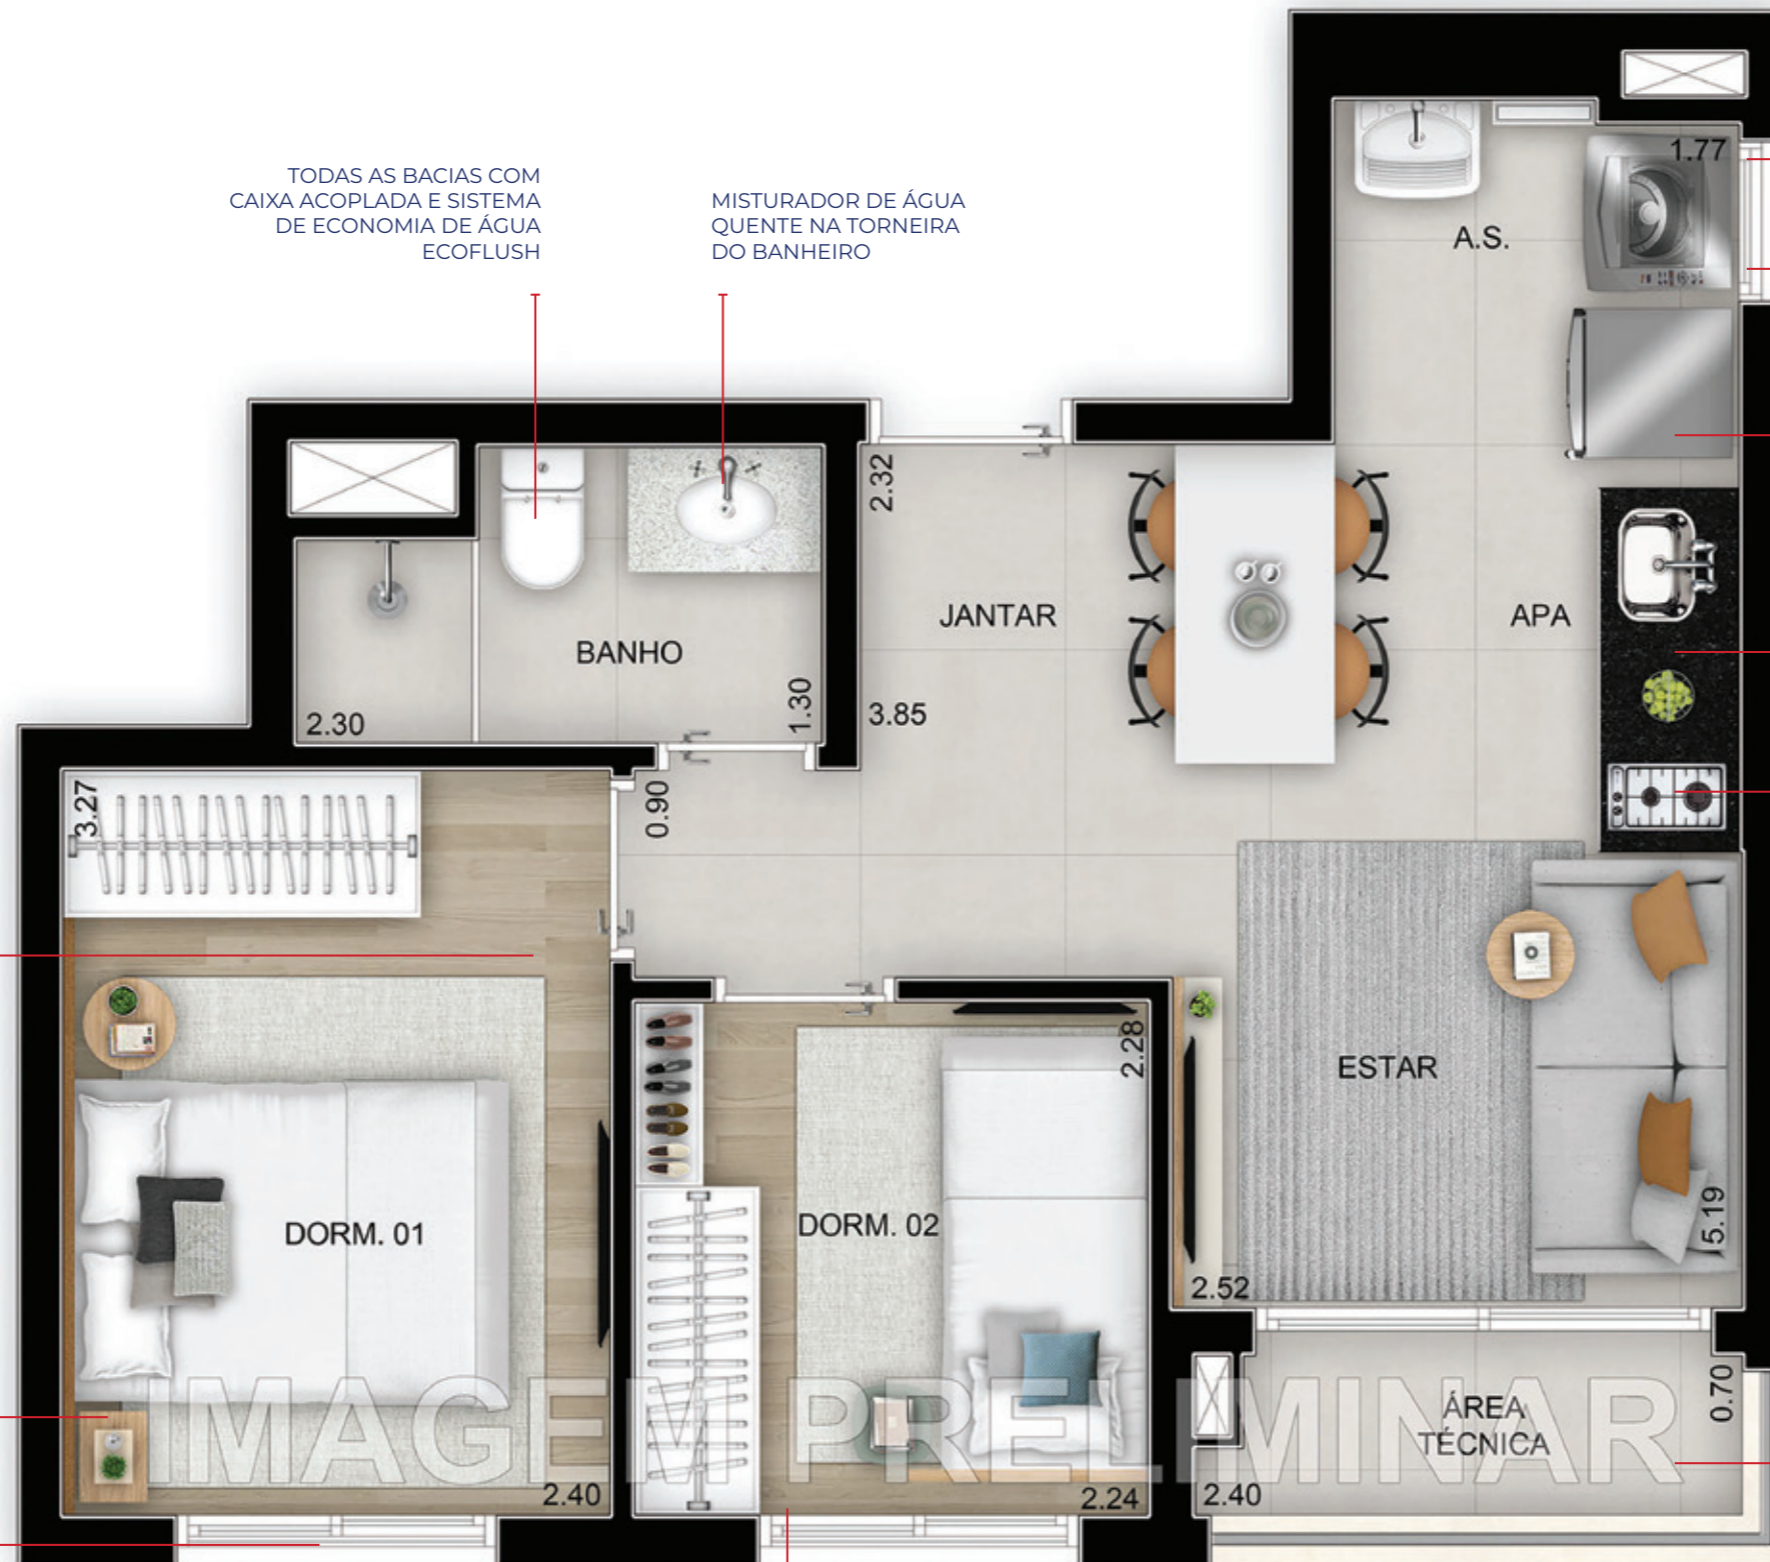 TODAS AS BACIAS COM
CAIXA ACOPLADA E SISTEMA
DE ECONOMIA DE ÁGUA
ECOFLUSH
MISTURADOR DE ÁGUA
QUENTE NA TORNEIRA
DO BANHEIRO
1.77
A.S.
2.32
JANTAR
APA
BANHO
2.30
1.30
3.85
3.27
0.90
2.28
ESTAR
DORM. 01
DORM. 02
5.19
2.52
IMAGEM PRELIMINAR
ÁREA
TÉCNICA
0.70
2.40
2.24
2.40